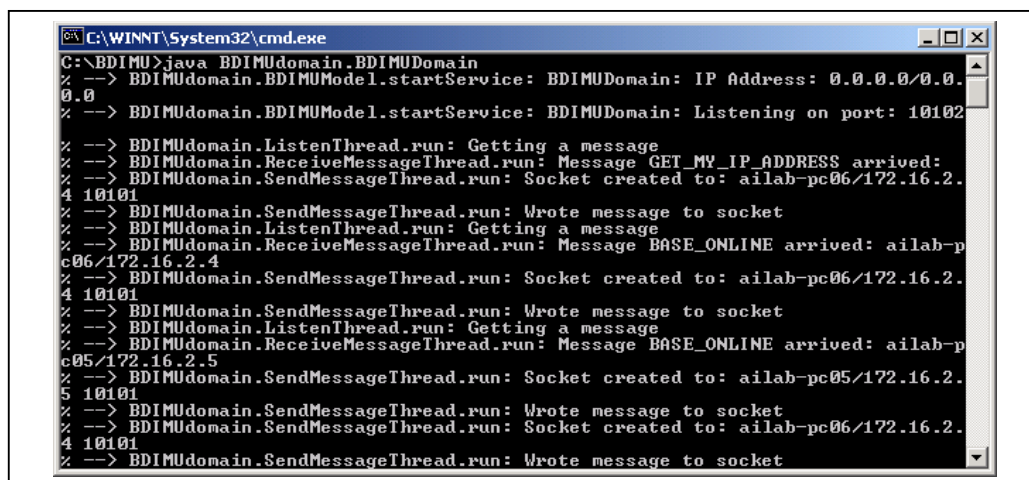 C:\WINNT\System32\cmd.exe
C:\BDIMU>java BDIMUdomain.BDIMUDomain
% --> BDIMUdomain.BDIMUModel.startService: BDIMUDomain: IP Address: 0.0.0.0/0.0.
0.0
% --> BDIMUdomain.BDIMUModel.startService: BDIMUDomain: Listening on port: 10102
% --> BDIMUdomain.ListenThread.run: Getting a message
% --> BDIMUdomain.ReceiveMessageThread.run: Message GET_MY_IP_ADDRESS arrived:
% --> BDIMUdomain.SendMessageThread.run: Socket created to: ailab-pc06/172.16.2.
4 10101
% --> BDIMUdomain.SendMessageThread.run: Wrote message to socket
% --> BDIMUdomain.ListenThread.run: Getting a message
% --> BDIMUdomain.ReceiveMessageThread.run: Message BASE_ONLINE arrived: ailab-p
c06/172.16.2.4
% --> BDIMUdomain.SendMessageThread.run: Socket created to: ailab-pc06/172.16.2.
4 10101
% --> BDIMUdomain.SendMessageThread.run: Wrote message to socket
% --> BDIMUdomain.ListenThread.run: Getting a message
% --> BDIMUdomain.ReceiveMessageThread.run: Message BASE_ONLINE arrived: ailab-p
c05/172.16.2.5
% --> BDIMUdomain.SendMessageThread.run: Socket created to: ailab-pc05/172.16.2.
5 10101
% --> BDIMUdomain.SendMessageThread.run: Wrote message to socket
% --> BDIMUdomain.SendMessageThread.run: Socket created to: ailab-pc06/172.16.2.
4 10101
% --> BDIMUdomain.SendMessageThread.run: Wrote message to socket